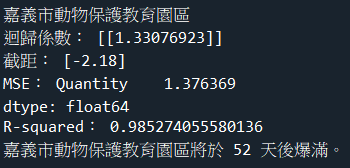 嘉義市動物保護教育園區
迴歸係數： [[1.33076923]]
截距： [-2.18]
MSE： Quantity    1.376369
dtype: float64
R-squared： 0.985274055580136
嘉義市動物保護教育園區將於 52 天後爆滿。